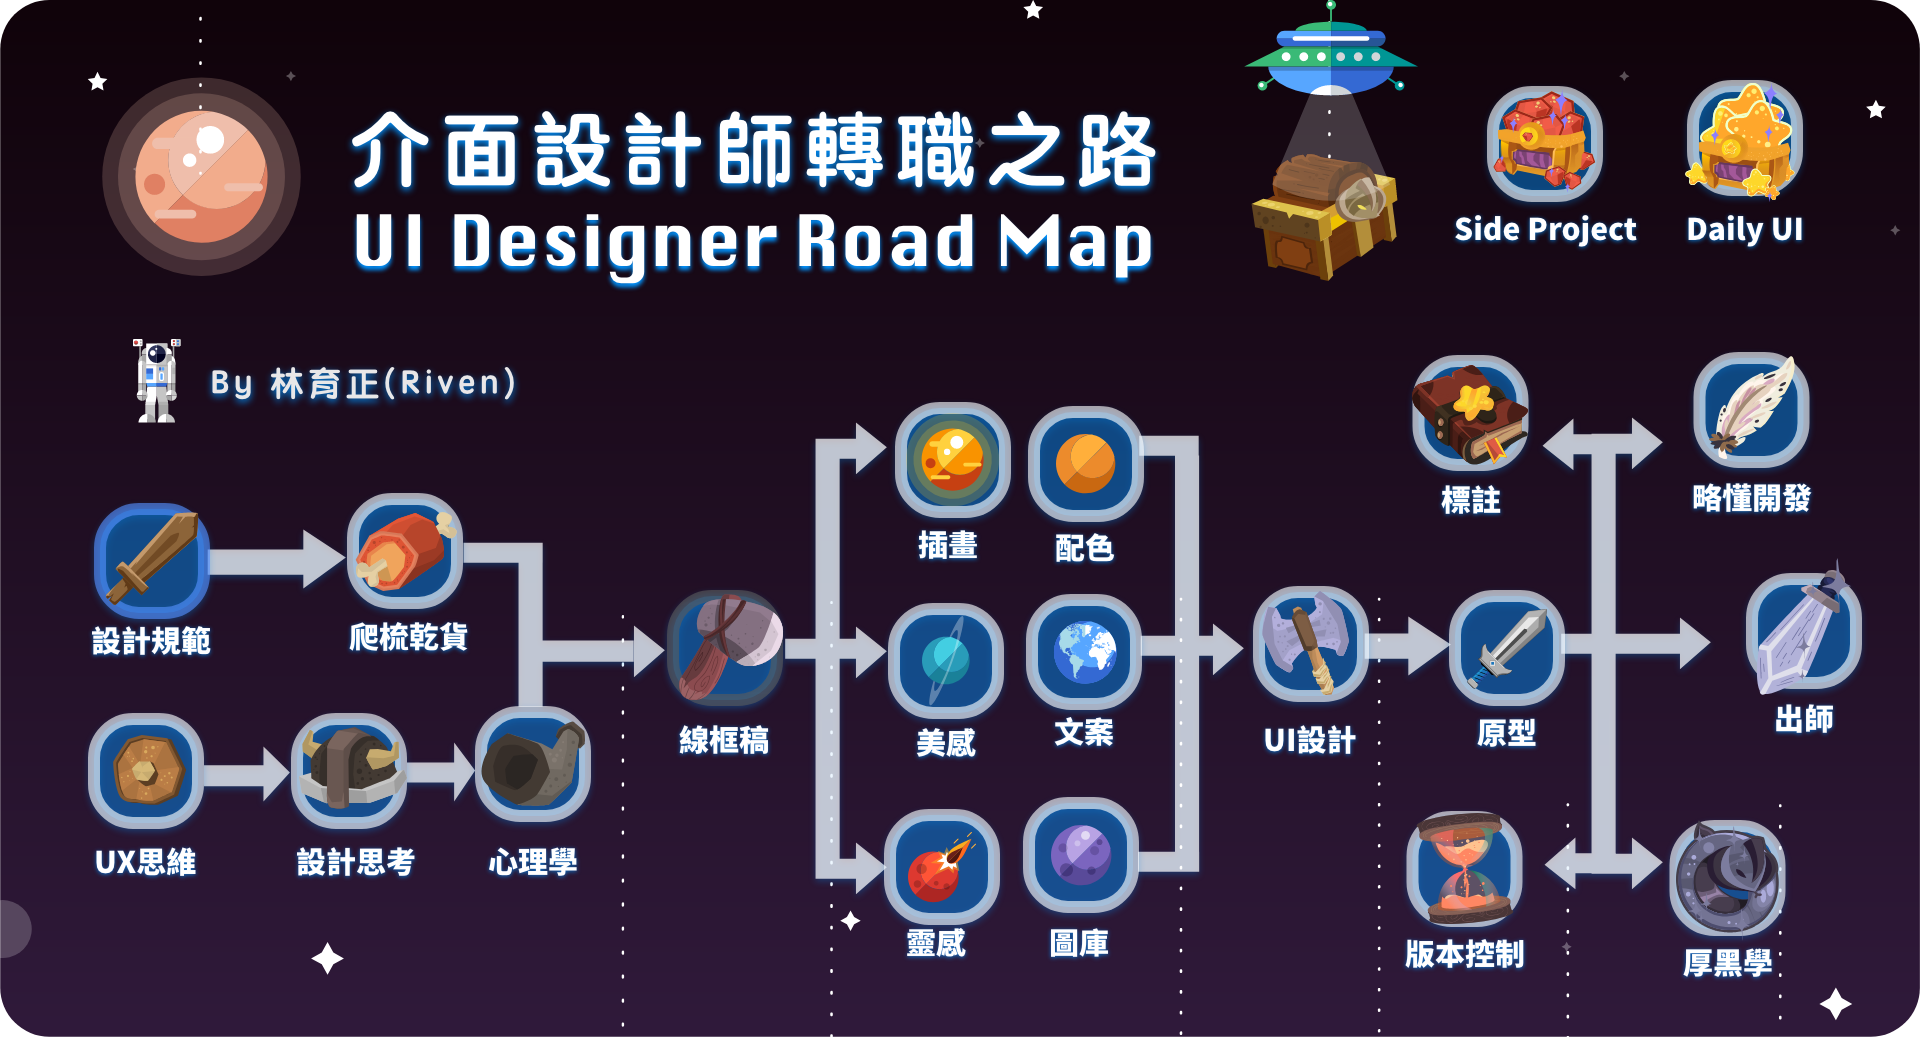 介面設計師轉職之路
UI Designer Road Map
Side Project
Daily UI
By 林育正(Riven)
標註
略懂開發
插畫
配色
設計規範
爬梳乾貨
線框稿
美感
文案
UI設計
原型
出師
UX思維
設計思考
心理學
靈感
圖庫
版本控制
厚黑學